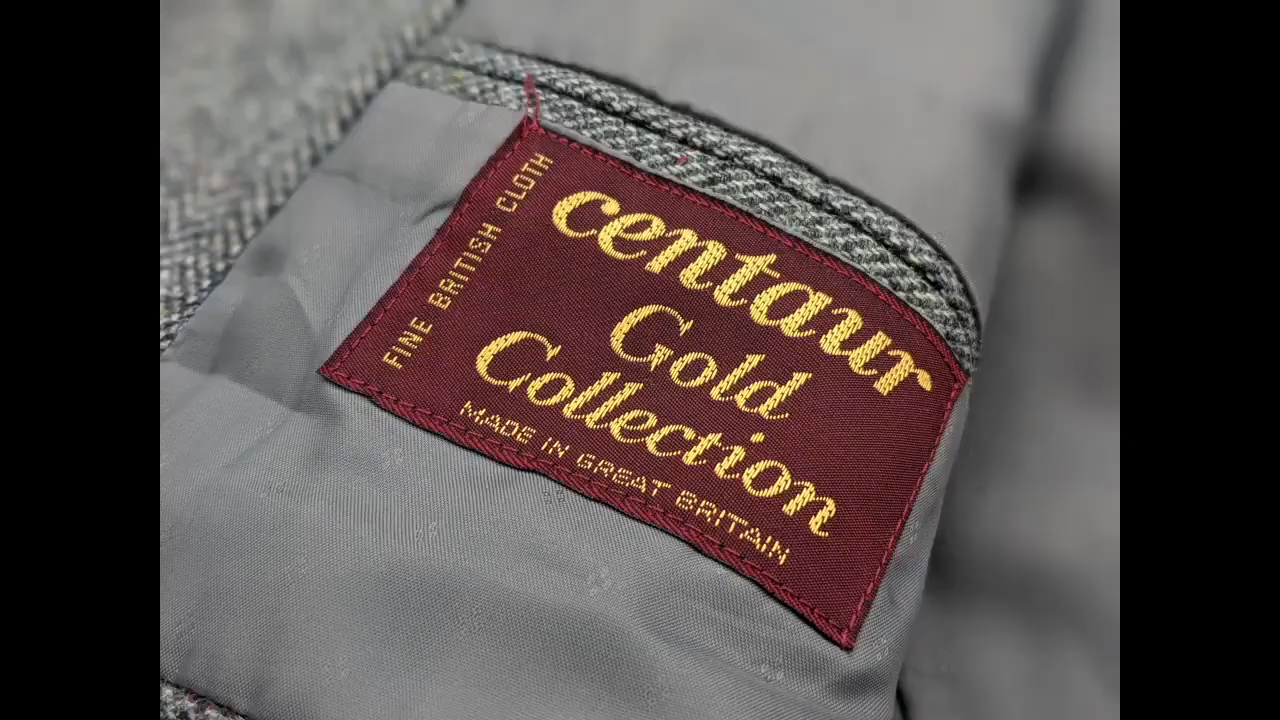 FINE BRITISH CLOTH
centaur
Gold
Collection
MADE IN GREAT BRITAIN